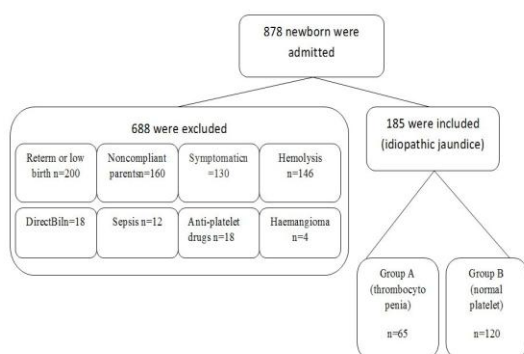 878 newborn were
admitted
688 were excluded
Reterm or low
birth n=200
Noncompliant
parentsn=160
Symptomaticn
=130
Hemolysis
n=146
DirectBiln=18
Sepsis n=12
Anti-platelet
drugs n=18
Haemangioma
n=4
185 were included
(idiopathic jaundice)
Group A
(thrombocyto
penia)
n=65
Group B
(normal
platelet)
n=120